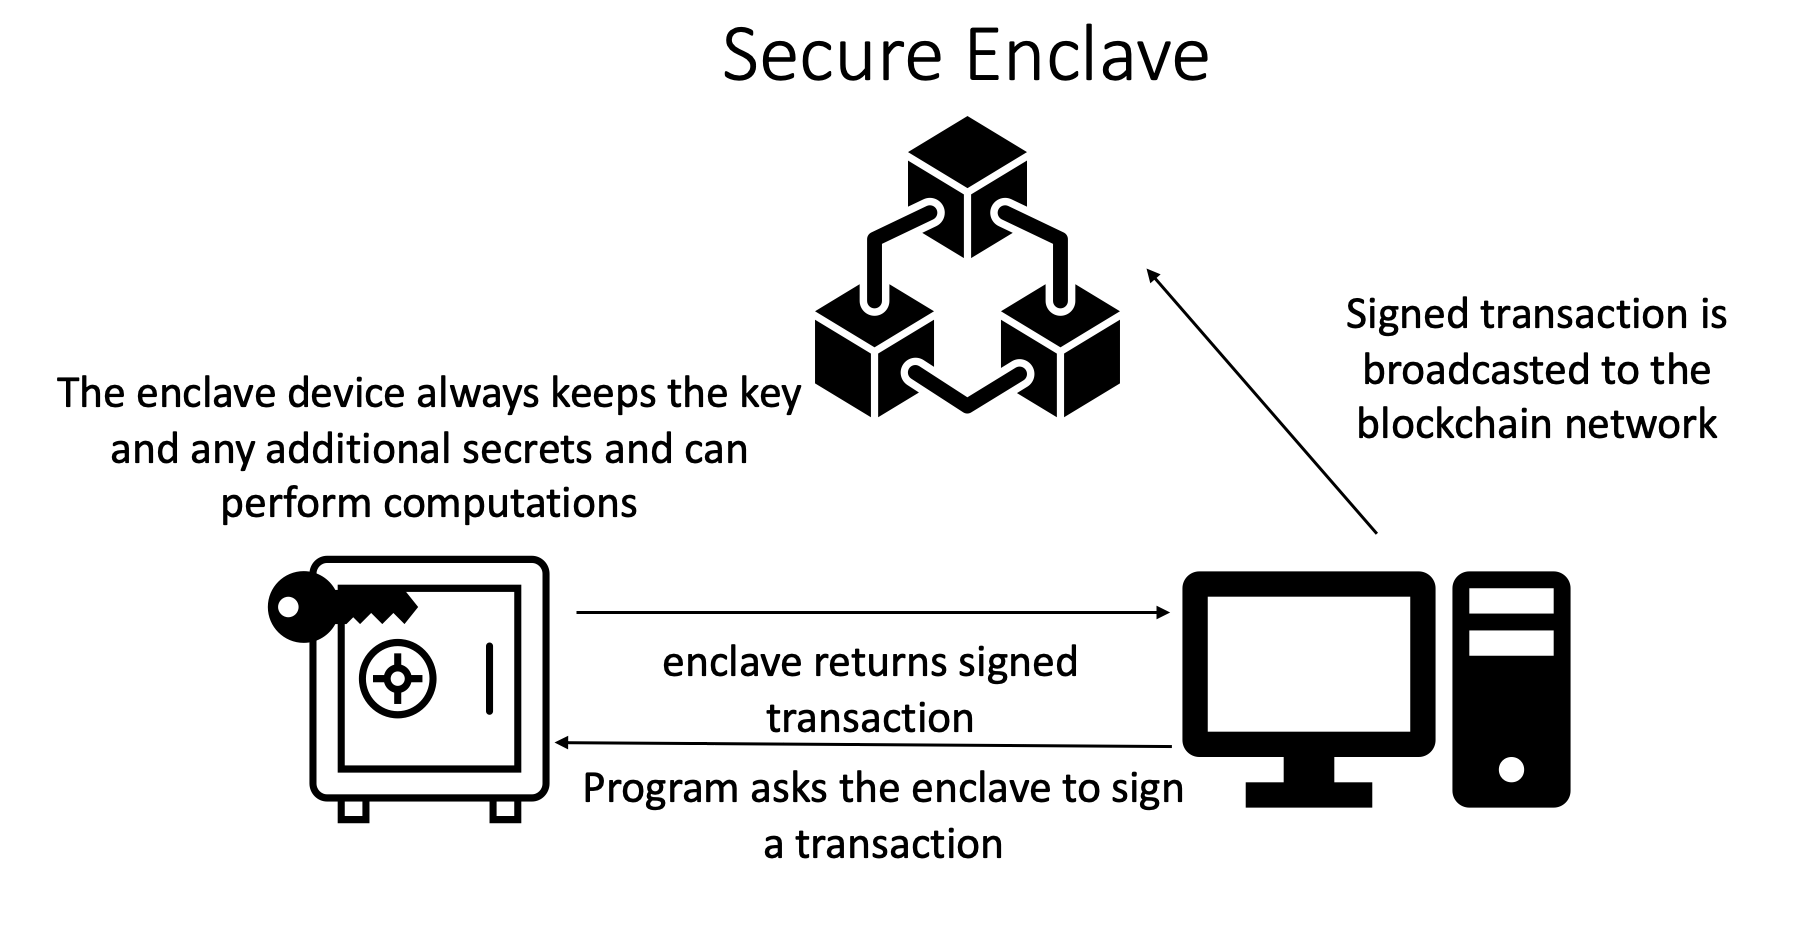 Secure Enclave
The enclave device always keeps the key
and any additional secrets and can
perform computations
Signed transaction is
broadcasted to the
blockchain network
enclave returns signed
transaction
Program asks the enclave to sign
a transaction